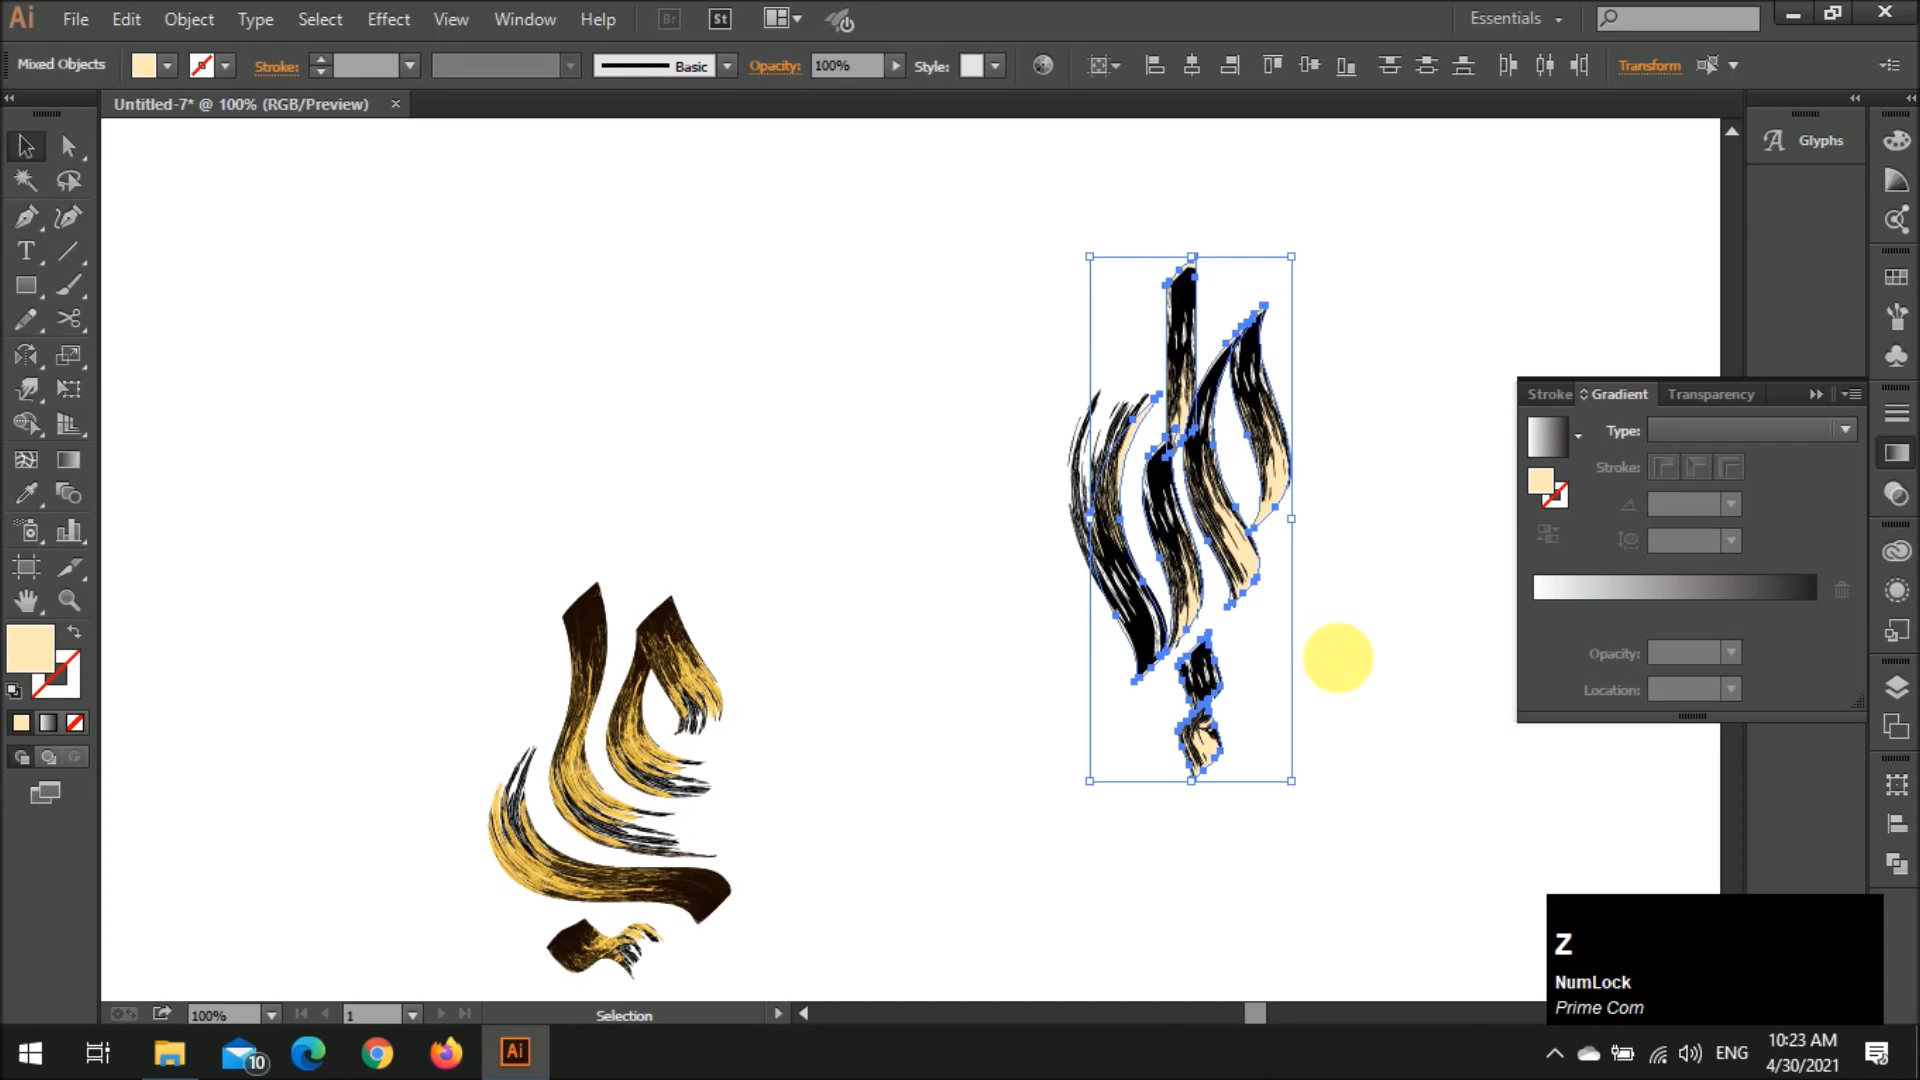 Ai File Edit Object Type Select Effect View Window Help Br St Essentials
Mixed Objects Stroke: Basic Opacity: 100% Style: Transform
Untitled-7* @ 100% (RGB/Preview) ×
A Glyphs
Stroke Gradient Transparency
Type:
Stroke:
Opacity:
Location:
Z
NumLock
Prime Com
100% 1 Selection
10 Ai ENG 10:23 AM
4/30/2021